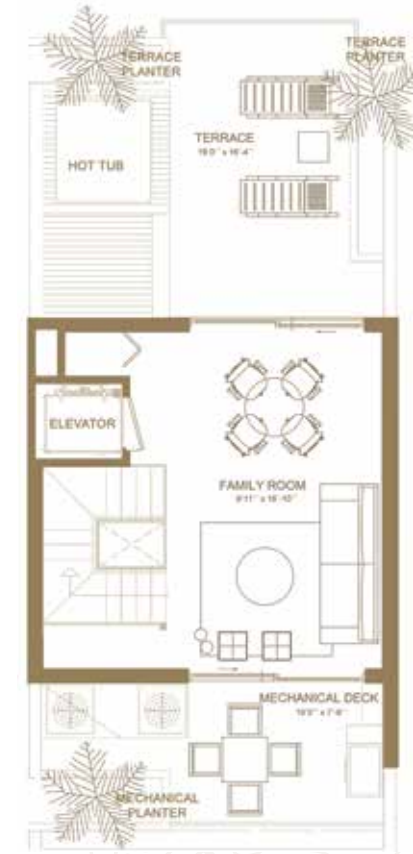 TERRACE
PLANTER
TERRACE
PLANTER
TERRACE
HOT TUB
ELEVATOR
FAMILY ROOM
MECHANICAL DECK
MECHANICAL
PLANTER